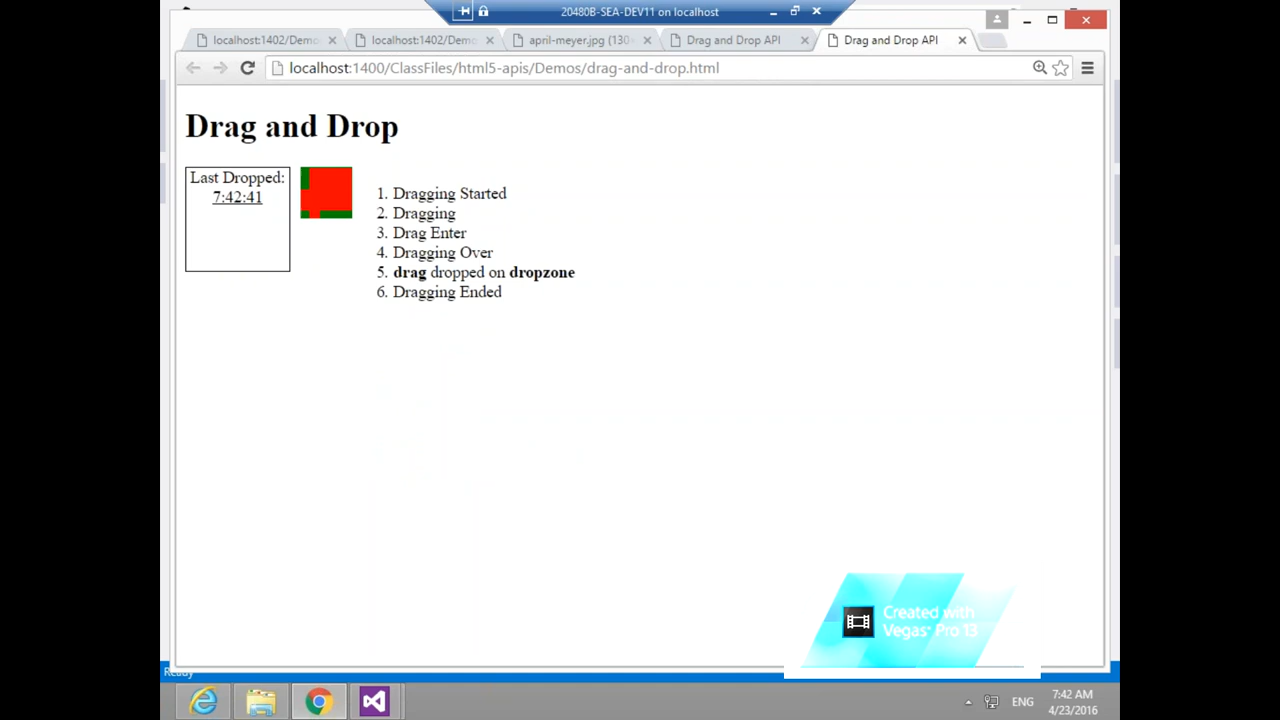 20480B-SEA-DEV11 on localhost
localhost:1402/Demo
localhost:1402/Demo
april-meyer.jpg (130×
Drag and Drop API
Drag and Drop API
localhost:1400/ClassFiles/html5-apis/Demos/drag-and-drop.html
Drag and Drop
Last Dropped:
7:42:41
1. Dragging Started
2. Dragging
3. Drag Enter
4. Dragging Over
5. drag dropped on dropzone
6. Dragging Ended
Created with
Vegas Pro 13
Ready
ENG
7:42 AM
4/23/2016